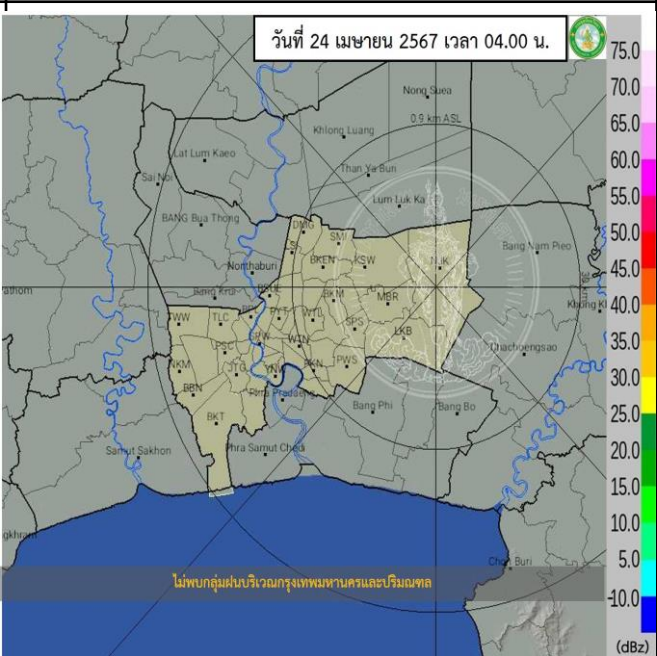 วันที่ 24 เมษายน 2567 เวลา 04.00 น.
75.0
70.0
65.0
60.0
55.0
50.0
45.0
40.0
35.0
30.0
25.0
20.0
15.0
10.0
5.0
-10.0
(dBz)
Nong Suea
0.9 km ASL
Khlong Luang
Lat Lum Kaeo
Than Ya Buri
Sai Noi
Lum Luk Ka
BANG Bua Thong
DMG
SMI
LSI
Bang Nam Prieo
BKEN
KSW
NJK
Nonthaburi
Bang Krui
BKM
MBR
TWW
TLC
PYT
WTL
SPS
LKB
WTN
Chachoengsao
PSC
NKM
JTG
YNW
PKN
PWS
BBN
Phra Pradaeng
BKT
Bang Phi
Bang Bo
Samut Sakhon
Phra Samut Chedi
Chon Buri
ไม่พบกลุ่มฝนบริเวณกรุงเทพมหานครและปริมณฑล